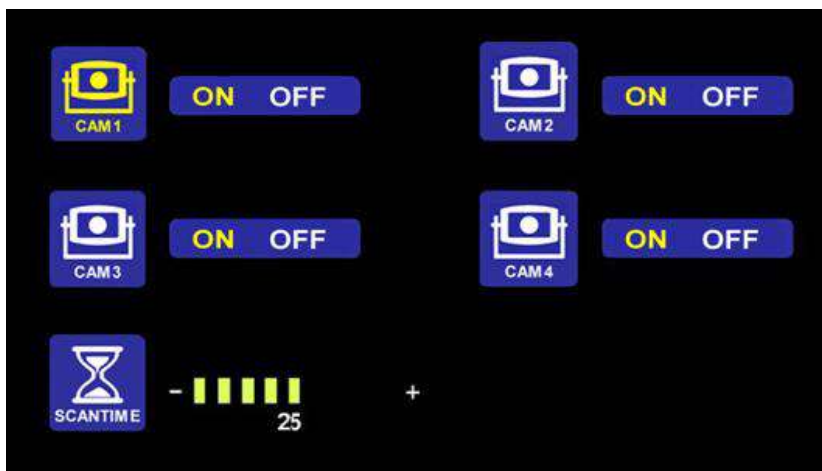 ON OFF
CAM1
ON OFF
CAM2
ON OFF
CAM3
ON OFF
CAM4
- +
SCANTIME
25